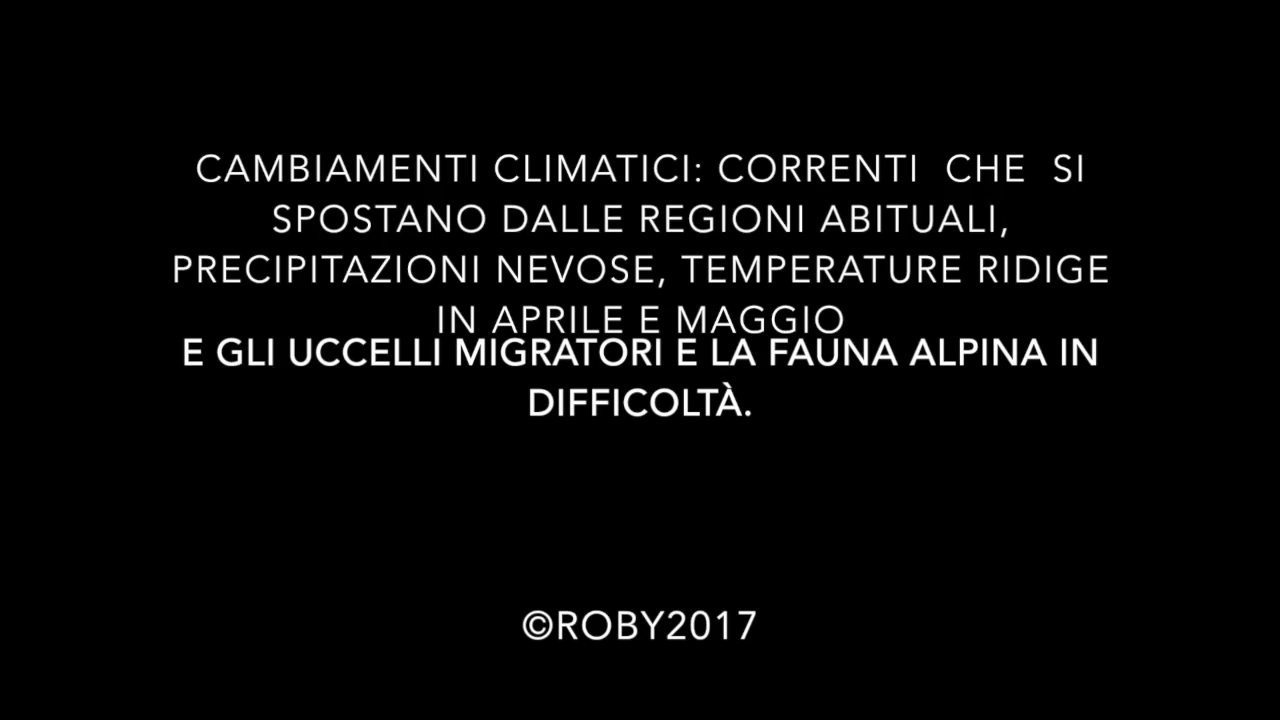 CAMBIAMENTI CLIMATICI: CORRENTI CHE SI
SPOSTANO DALLE REGIONI ABITUALI,
PRECIPITAZIONI NEVOSE, TEMPERATURE RIDIGE
IN APRILE E MAGGIO
E GLI UCCELLI MIGRATORI E LA FAUNA ALPINA IN
DIFFICOLTÀ.
©ROBY2017